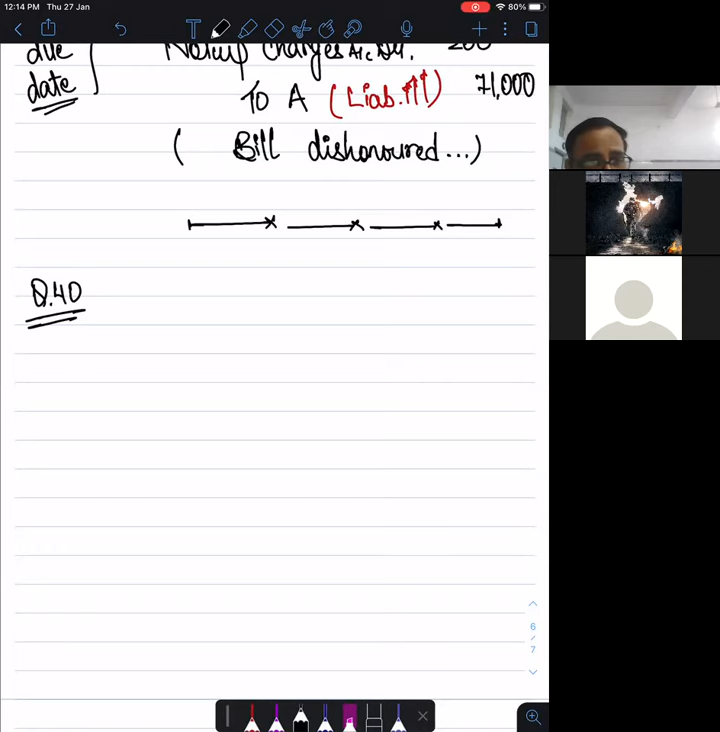 12:14 PM Thu 27 Jan
80%
due Charges A/c Dr. 200
date To A (Liab.↑↑↑) 71,000
( Bill dishonoured...)
Q.40
6
/
7
T